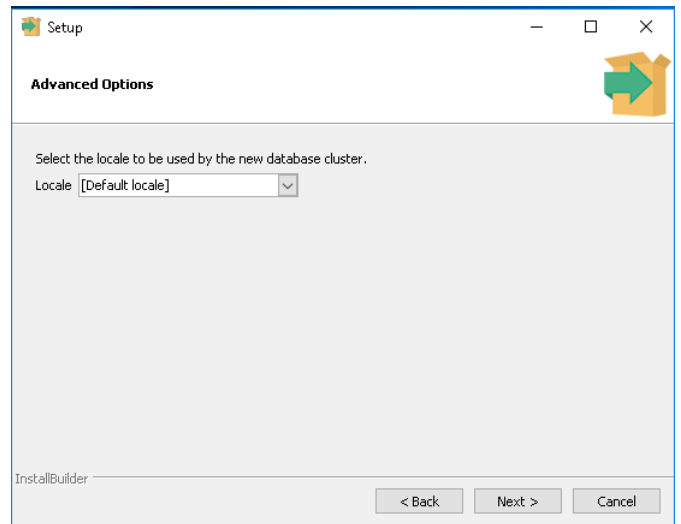 Setup
Advanced Options
Select the locale to be used by the new database cluster.
Locale [Default locale]
InstallBuilder
< Back Next > Cancel